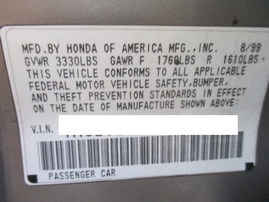 MFD. BY HONDA OF AMERICA MFG., INC. 8/99
GVWR 3330LBS GAWR F 1760LBS R 1610LBS
THIS VEHICLE CONFORMS TO ALL APPLICABLE
FEDERAL MOTOR VEHICLE SAFETY, BUMPER,
AND THEFT PREVENTION STANDARDS IN EFFECT
ON THE DATE OF MANUFACTURE SHOWN ABOVE.
V.I.N.
PASSENGER CAR